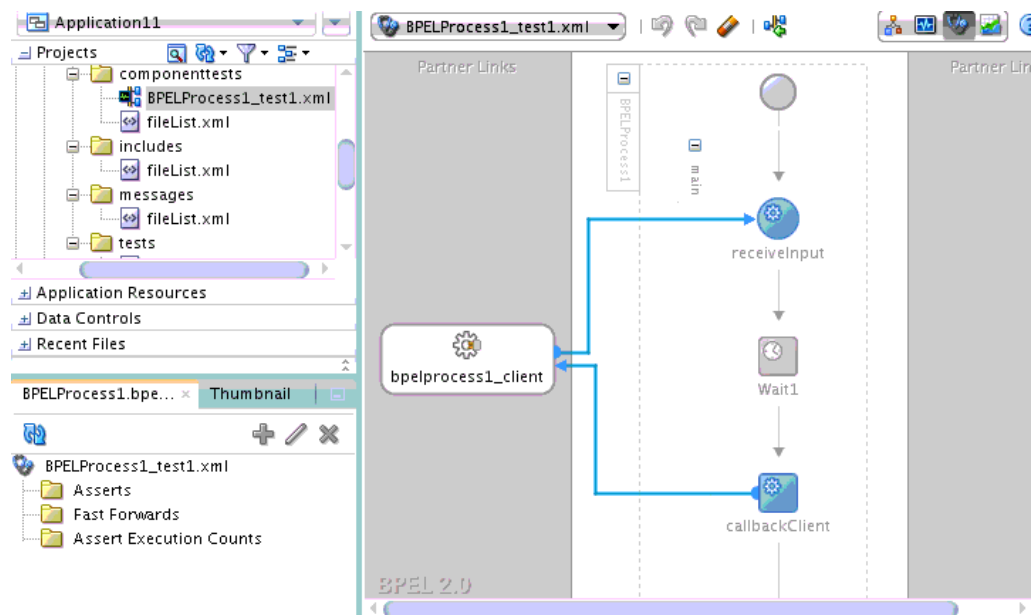 Application11
Projects
componenttests
BPELProcess1_test1.xml
fileList.xml
includes
fileList.xml
messages
fileList.xml
tests
Application Resources
Data Controls
Recent Files
BPELProcess1.bpe...
Thumbnail
BPELProcess1_test1.xml
Asserts
Fast Forwards
Assert Execution Counts
BPELProcess1_test1.xml
Partner Links
BPELProcess1
main
receiveInput
bpelprocess1_client
Wait1
callbackClient
BPEL 2.0
Partner Lin